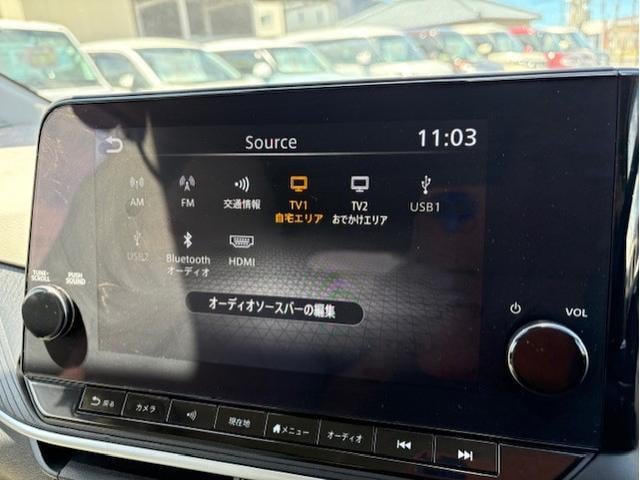 Source
11:03
AM
FM
交通情報
TV1
自宅エリア
TV2
おでかけエリア
USB1
USB2
Bluetooth
オーディオ
HDMI
オーディオソースバーの編集
TUNE·
SCROLL
PUSH
SOUND
VOL
戻る
カメラ
現在地
メニュー
オーディオ